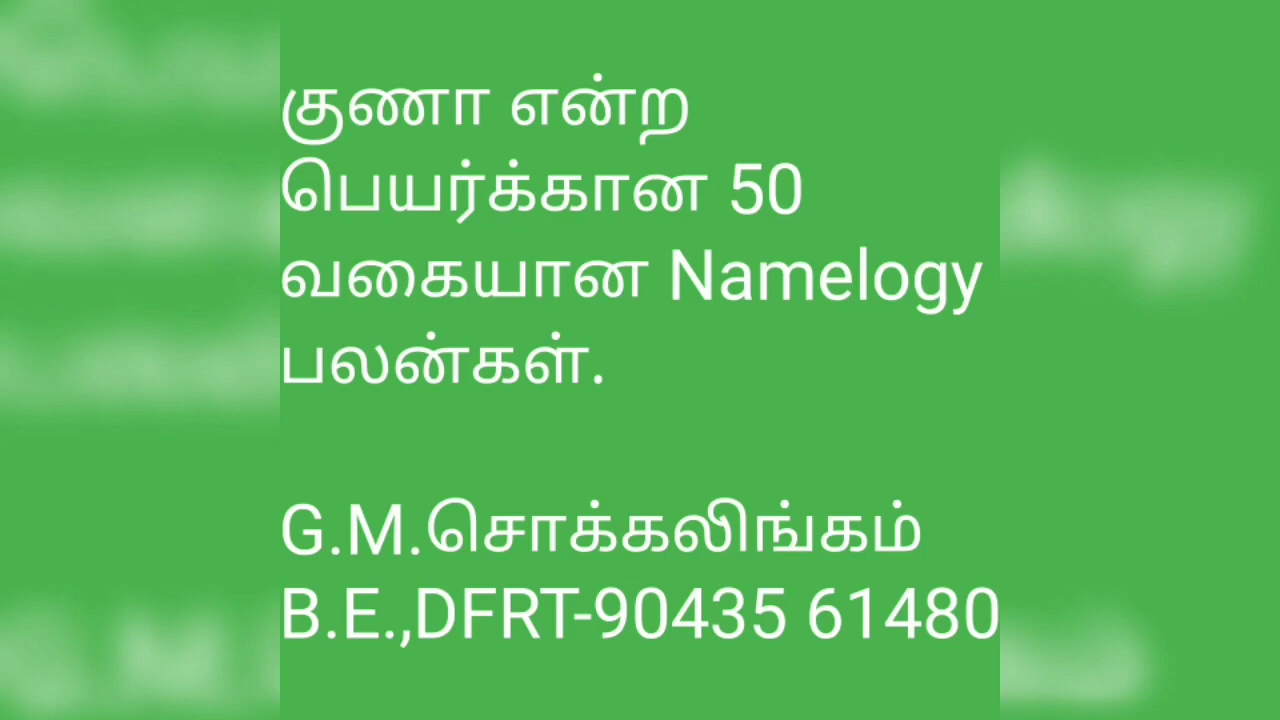 குணா என்ற
பெயர்க்கான 50
வகையான Namelogy
பலன்கள்.
G.M.சொக்கலிங்கம்
B.E.,DFRT-90435 61480